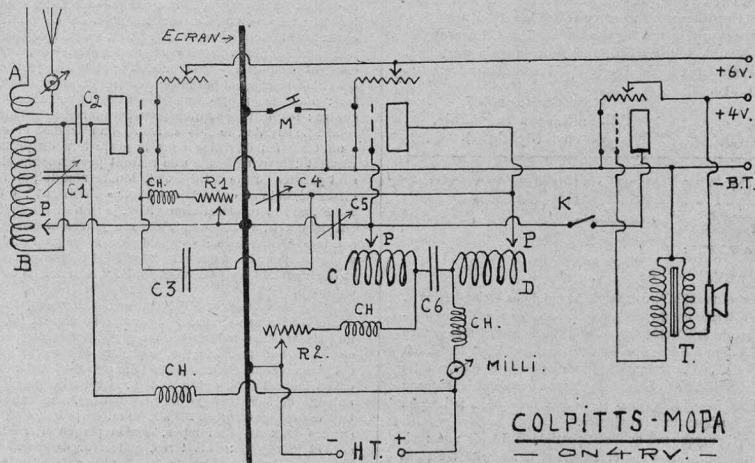 ECRAN→
A
C2
+6V.
+4V.
M
C1
CH.
R1
C4
C5
K
-B.T.
P
B
P
P
C3
C
C6
D
CH
CH.
R2.
T.
CH.
MILLI.
COLPITTS-MOPA
- HT. +
— ON4RV. —